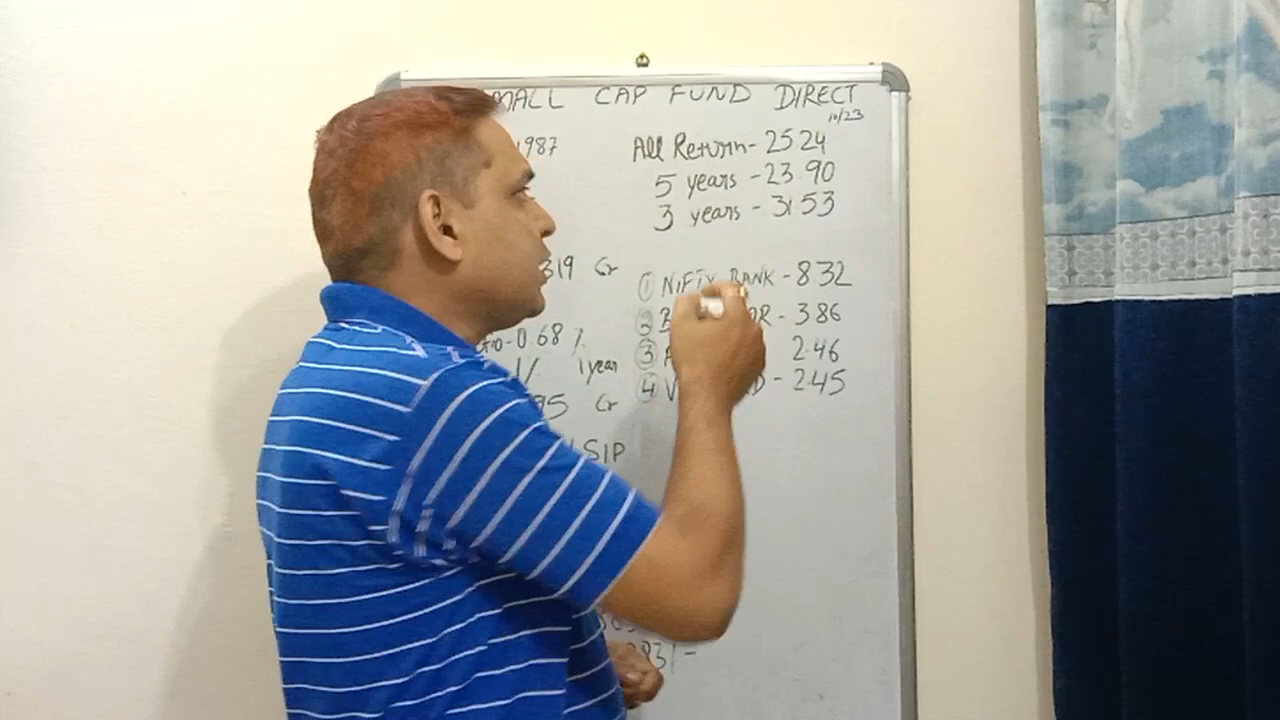 MALL CAP FUND DIRECT
10/23
1987
All Return- 25 24
5 years - 23 90
3 years - 31 53
319 Cr
① NIFTY BANK - 8.32
② - 3 86
0.68 %
③ 2.46
1% 1 year
④ - 2.45
95 Cr
SIP